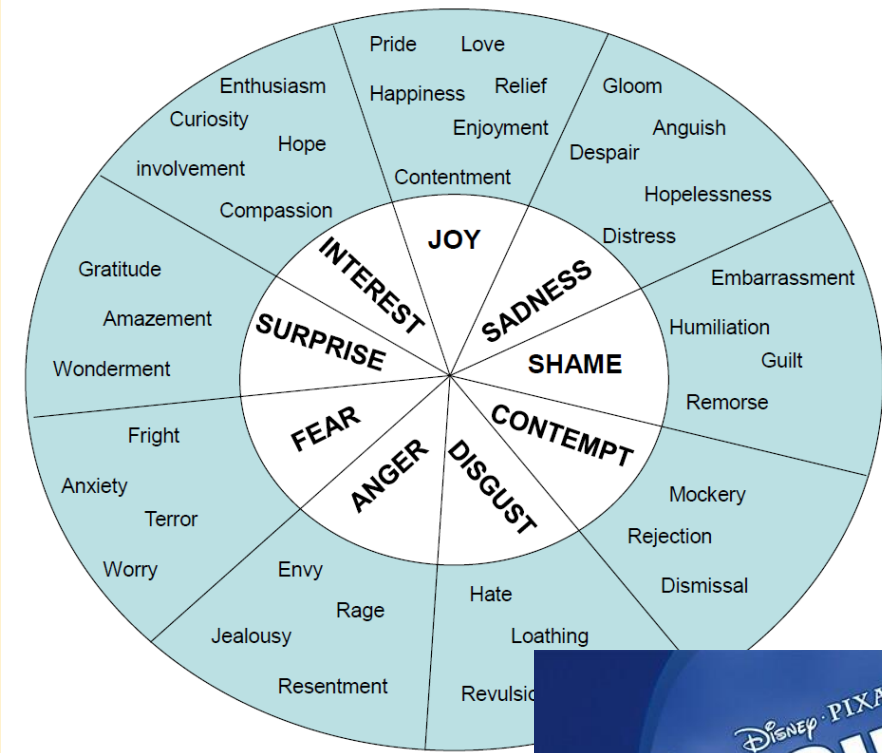 Pride Love
Happiness Relief
Enjoyment
Contentment
JOY
Gloom
Anguish
Despair
Hopelessness
Distress
SADNESS
Embarrassment
Humiliation
Guilt
Remorse
SHAME
Mockery
Rejection
Dismissal
CONTEMPT
Hate
Loathing
Revulsio
DISGUST
Envy
Rage
Jealousy
Resentment
ANGER
Fright
Anxiety
Terror
Worry
FEAR
Gratitude
Amazement
Wonderment
SURPRISE
Enthusiasm
Curiosity
Hope
involvement
Compassion
INTEREST
DISNEY · PIXA